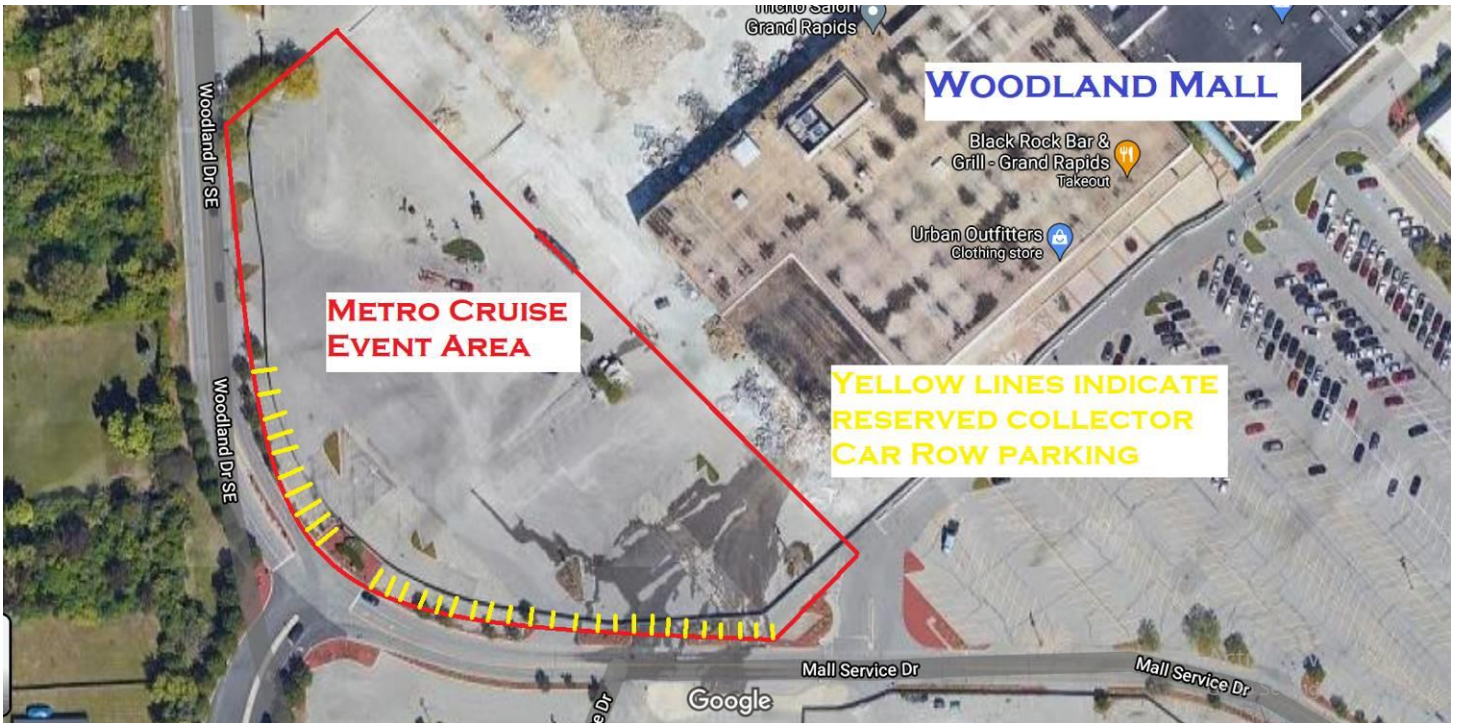 Tricho Salon
Grand Rapids
WOODLAND MALL
Woodland Dr SE
Black Rock Bar &
Grill - Grand Rapids
Takeout
Urban Outfitters
Clothing store
METRO CRUISE
EVENT AREA
YELLOW LINES INDICATE
RESERVED COLLECTOR
CAR ROW PARKING
Woodland Dr SE
Mall Service Dr
Mall Service Dr
Google
e Dr